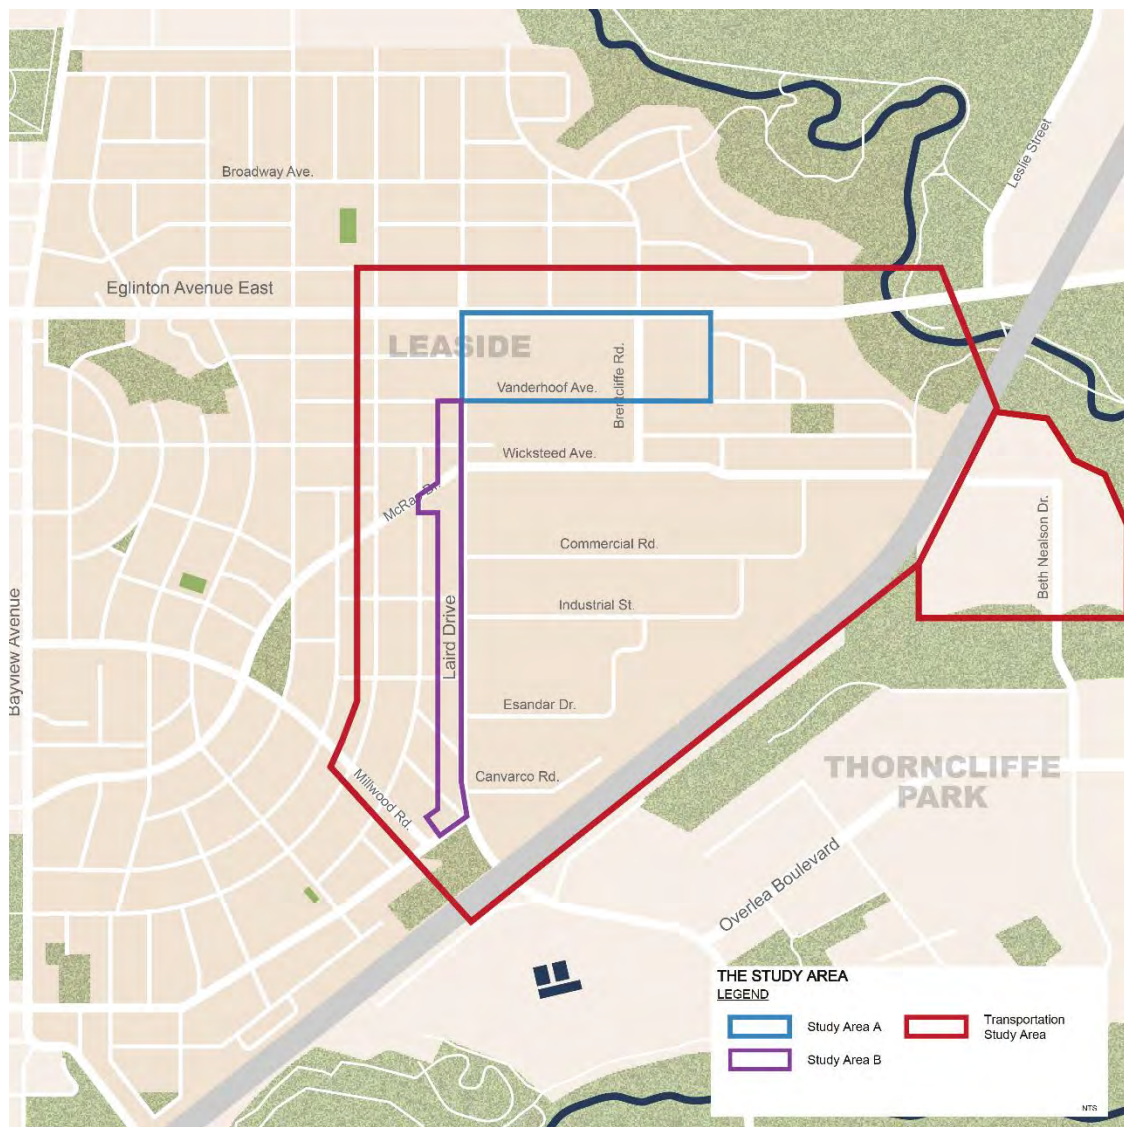 Broadway Ave.
Leslie Street
Eglinton Avenue East
LEASIDE
Brentcliffe Rd.
Vanderhoof Ave.
Wicksteed Ave.
McRae Dr.
Commercial Rd.
Beth Nealson Dr.
Industrial St.
Bayview Avenue
Laird Drive
Esandar Dr.
Canvarco Rd.
Millwood Rd.
THORNCLIFFE
PARK
Overlea Boulevard
THE STUDY AREA
LEGEND
Study Area A
Transportation
Study Area
Study Area B
NTS